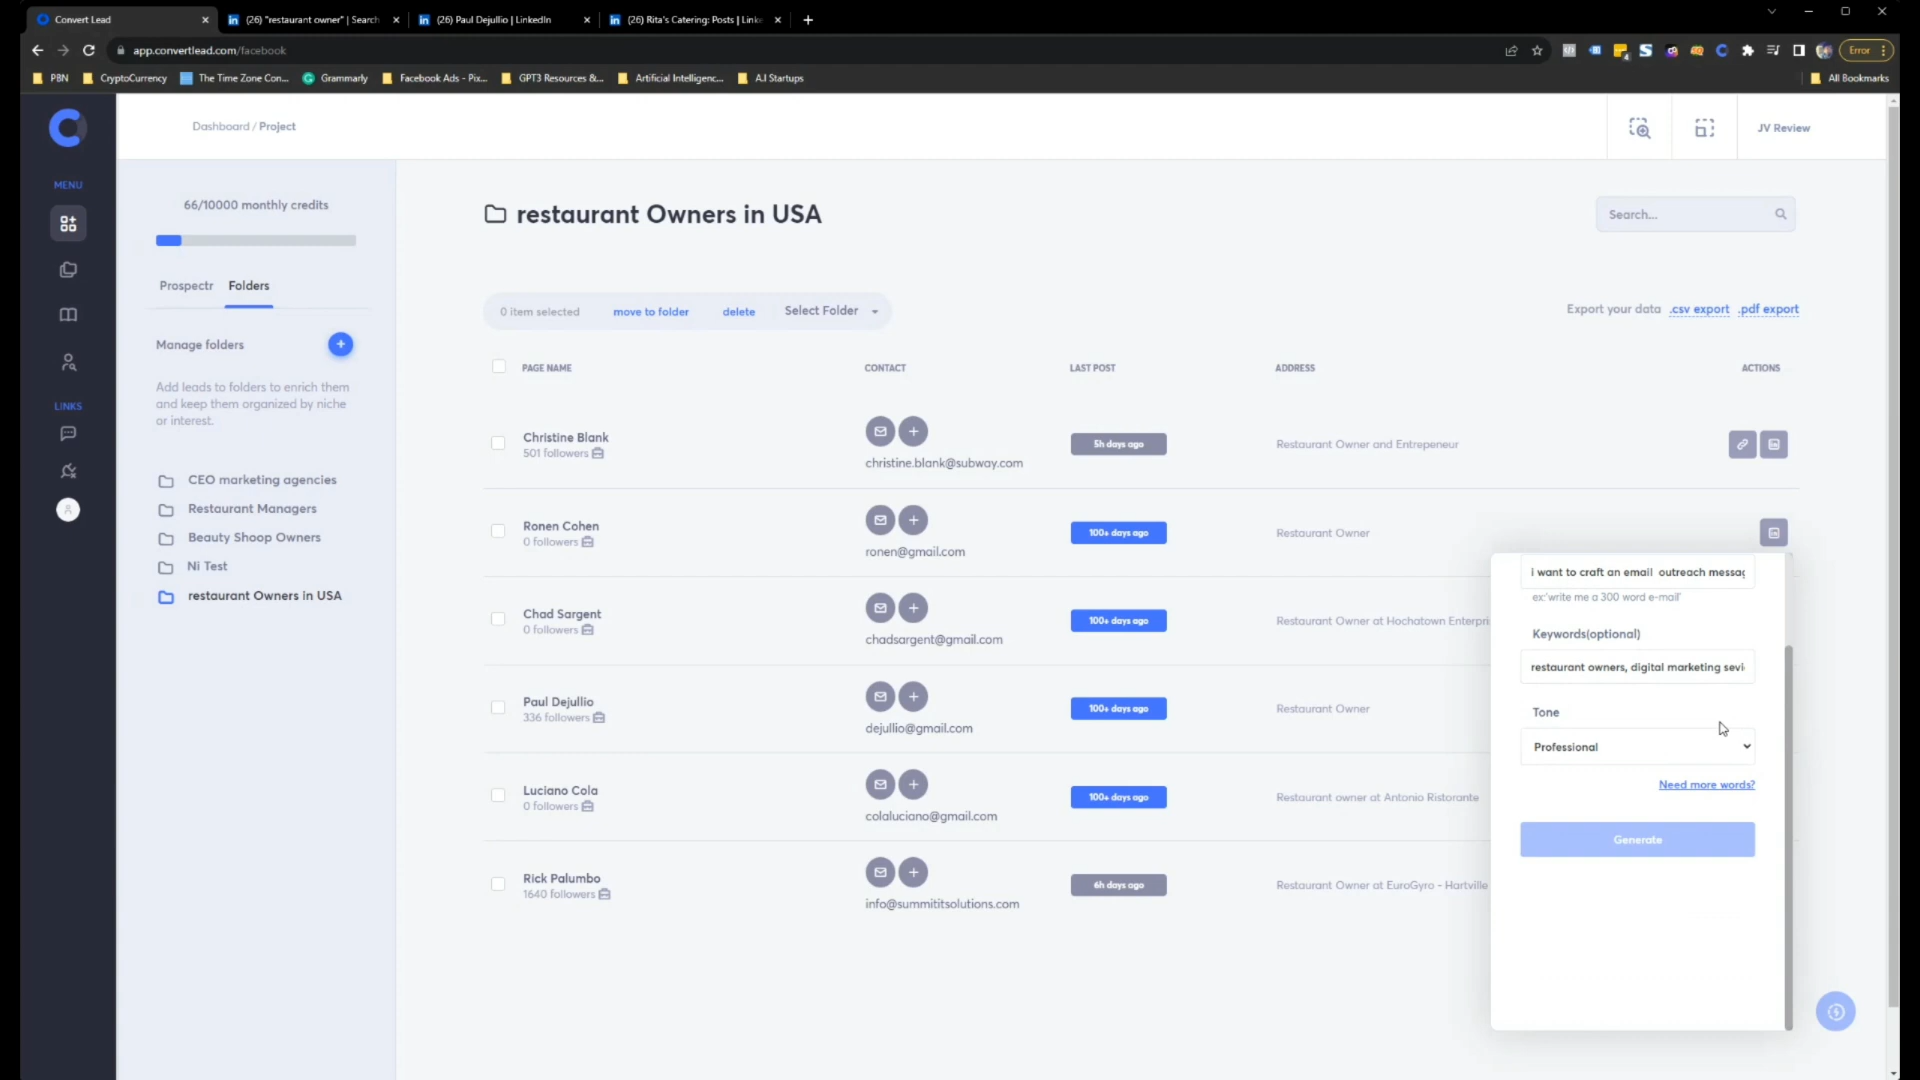 Convert Lead
(26) "restaurant owner" | Search
(26) Paul Dejullio | LinkedIn
(26) Rita's Catering: Posts | Linke
app.convertlead.com/facebook
Error
PBN
CryptoCurrency
The Time Zone Con...
Grammarly
Facebook Ads - Pix...
GPT3 Resources &...
Artificial Intelligenc...
A.I Startups
All Bookmarks
Dashboard / Project
JV Review
MENU
LINKS
66/10000 monthly credits
Prospectr
Folders
Manage folders
Add leads to folders to enrich them
and keep them organized by niche
or interest.
CEO marketing agencies
Restaurant Managers
Beauty Shoop Owners
Ni Test
restaurant Owners in USA
restaurant Owners in USA
Search...
0 item selected
move to folder
delete
Select Folder
Export your data .csv export .pdf export
PAGE NAME
CONTACT
LAST POST
ADDRESS
ACTIONS
Christine Blank
501 followers
christine.blank@subway.com
5h days ago
Restaurant Owner and Entrepeneur
Ronen Cohen
0 followers
ronen@gmail.com
100+ days ago
Restaurant Owner
Chad Sargent
0 followers
chadsargent@gmail.com
100+ days ago
Restaurant Owner at Hochatown Enterpri
Paul Dejullio
336 followers
dejullio@gmail.com
100+ days ago
Restaurant Owner
Luciano Cola
0 followers
colaluciano@gmail.com
100+ days ago
Restaurant owner at Antonio Ristorante
Rick Palumbo
1640 followers
info@summititsolutions.com
6h days ago
Restaurant Owner at EuroGyro - Hartville
i want to craft an email outreach messag
ex:'write me a 300 word e-mail'
Keywords(optional)
restaurant owners, digital marketing sevi
Tone
Professional
Need more words?
Generate